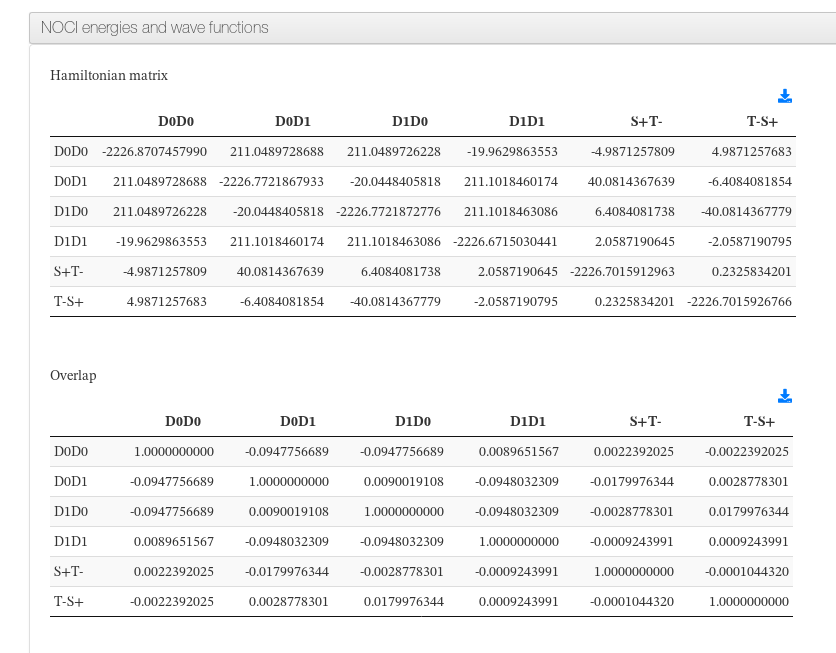 NOCI energies and wave functions
Hamiltonian matrix
D0D0 D0D1 D1D0 D1D1 S+T- T-S+
D0D0 -2226.8707457990 211.0489728688 211.0489726228 -19.9629863553 -4.9871257809 4.9871257683
D0D1 211.0489728688 -2226.7721867933 -20.0448405818 211.1018460174 40.0814367639 -6.4084081854
D1D0 211.0489726228 -20.0448405818 -2226.7721872776 211.1018463086 6.4084081738 -40.0814367779
D1D1 -19.9629863553 211.1018460174 211.1018463086 -2226.6715030441 2.0587190645 -2.0587190795
S+T- -4.9871257809 40.0814367639 6.4084081738 2.0587190645 -2226.7015912963 0.2325834201
T-S+ 4.9871257683 -6.4084081854 -40.0814367779 -2.0587190795 0.2325834201 -2226.7015926766
Overlap
D0D0 D0D1 D1D0 D1D1 S+T- T-S+
D0D0 1.0000000000 -0.0947756689 -0.0947756689 0.0089651567 0.0022392025 -0.0022392025
D0D1 -0.0947756689 1.0000000000 0.0090019108 -0.0948032309 -0.0179976344 0.0028778301
D1D0 -0.0947756689 0.0090019108 1.0000000000 -0.0948032309 -0.0028778301 0.0179976344
D1D1 0.0089651567 -0.0948032309 -0.0948032309 1.0000000000 -0.0009243991 0.0009243991
S+T- 0.0022392025 -0.0179976344 -0.0028778301 -0.0009243991 1.0000000000 -0.0001044320
T-S+ -0.0022392025 0.0028778301 0.0179976344 0.0009243991 -0.0001044320 1.0000000000